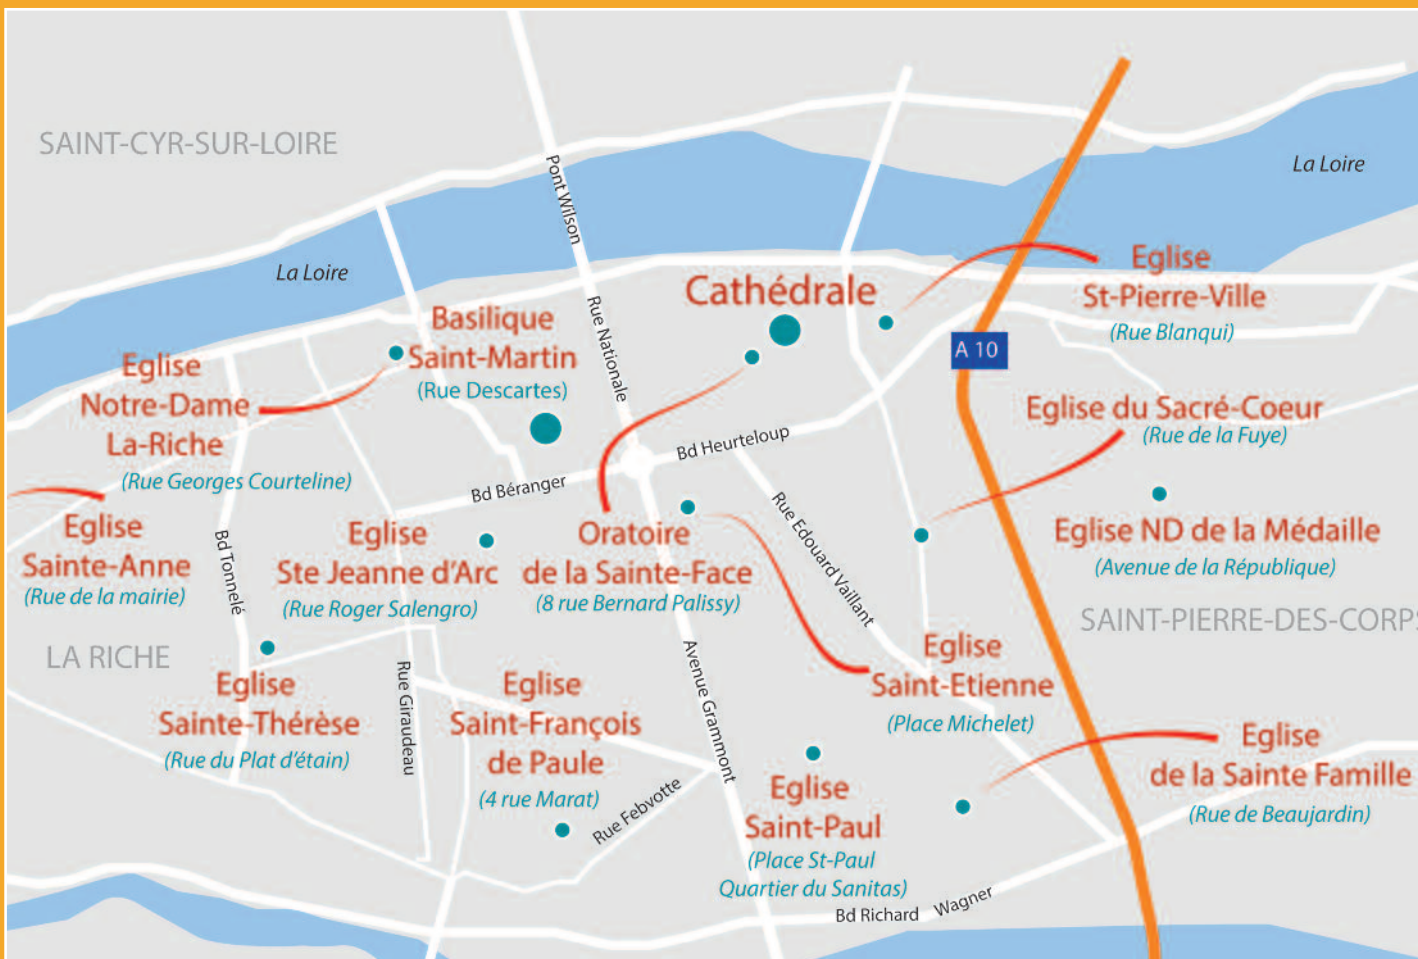 SAINT-CYR-SUR-LOIRE
La Loire
La Loire
Pont Wilson
Rue Nationale
Cathédrale
Eglise
St-Pierre-Ville
(Rue Blanqui)
A 10
Basilique
Saint-Martin
(Rue Descartes)
Eglise
Notre-Dame
La-Riche
(Rue Georges Courteline)
Eglise du Sacré-Coeur
(Rue de la Fuye)
Bd Heurteloup
Bd Béranger
Eglise
Sainte-Anne
(Rue de la mairie)
Bd Tonnelé
Eglise
Ste Jeanne d'Arc
(Rue Roger Salengro)
Oratoire
de la Sainte-Face
(8 rue Bernard Palissy)
Rue Edouard Vaillant
Eglise ND de la Médaille
(Avenue de la République)
SAINT-PIERRE-DES-CORPS
LA RICHE
Eglise
Sainte-Thérèse
(Rue du Plat d'étain)
Rue Giraudeau
Eglise
Saint-François
de Paule
(4 rue Marat)
Rue Febvotte
Avenue Grammont
Eglise
Saint-Etienne
(Place Michelet)
Eglise
Saint-Paul
(Place St-Paul
Quartier du Sanitas)
Eglise
de la Sainte Famille
(Rue de Beaujardin)
Bd Richard Wagner